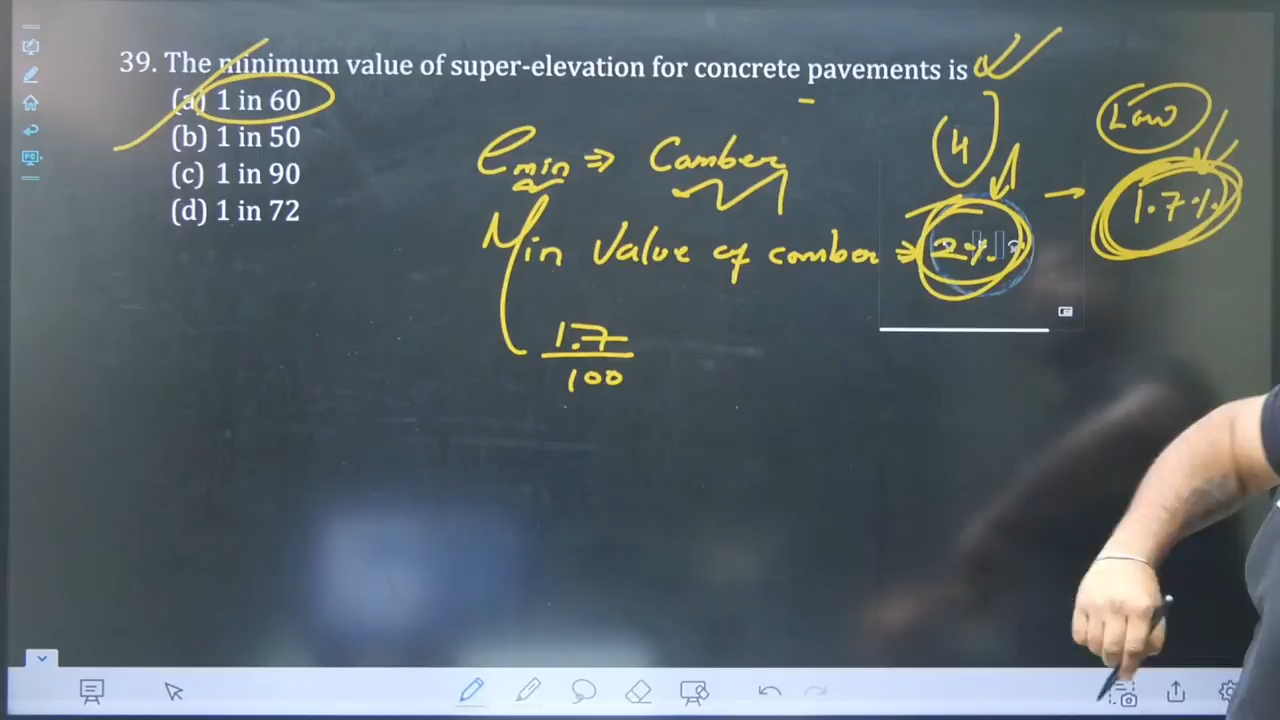 39. The minimum value of super-elevation for concrete pavements is
(a) 1 in 60
(b) 1 in 50
(c) 1 in 90
(d) 1 in 72
emin ⇒ Camber
(H)
Low
Min Value of camber ⇒ 2% → 1.7%
1.7
100